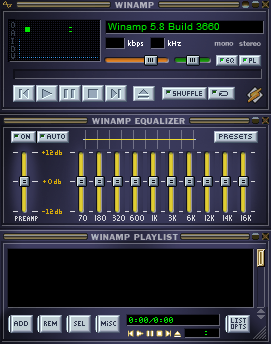 WINAMP
O
A
I
D
V
Winamp 5.8 Build 3660
kbps kHz mono stereo
EQ PL
SHUFFLE
WINAMP EQUALIZER
ON AUTO PRESETS
+12 db
+0 db
-12 db
PREAMP 70 180 320 600 1K 3K 6K 12K 14K 16K
WINAMP PLAYLIST
ADD REM SEL MISC 0:00/0:00 LIST OPTS
: